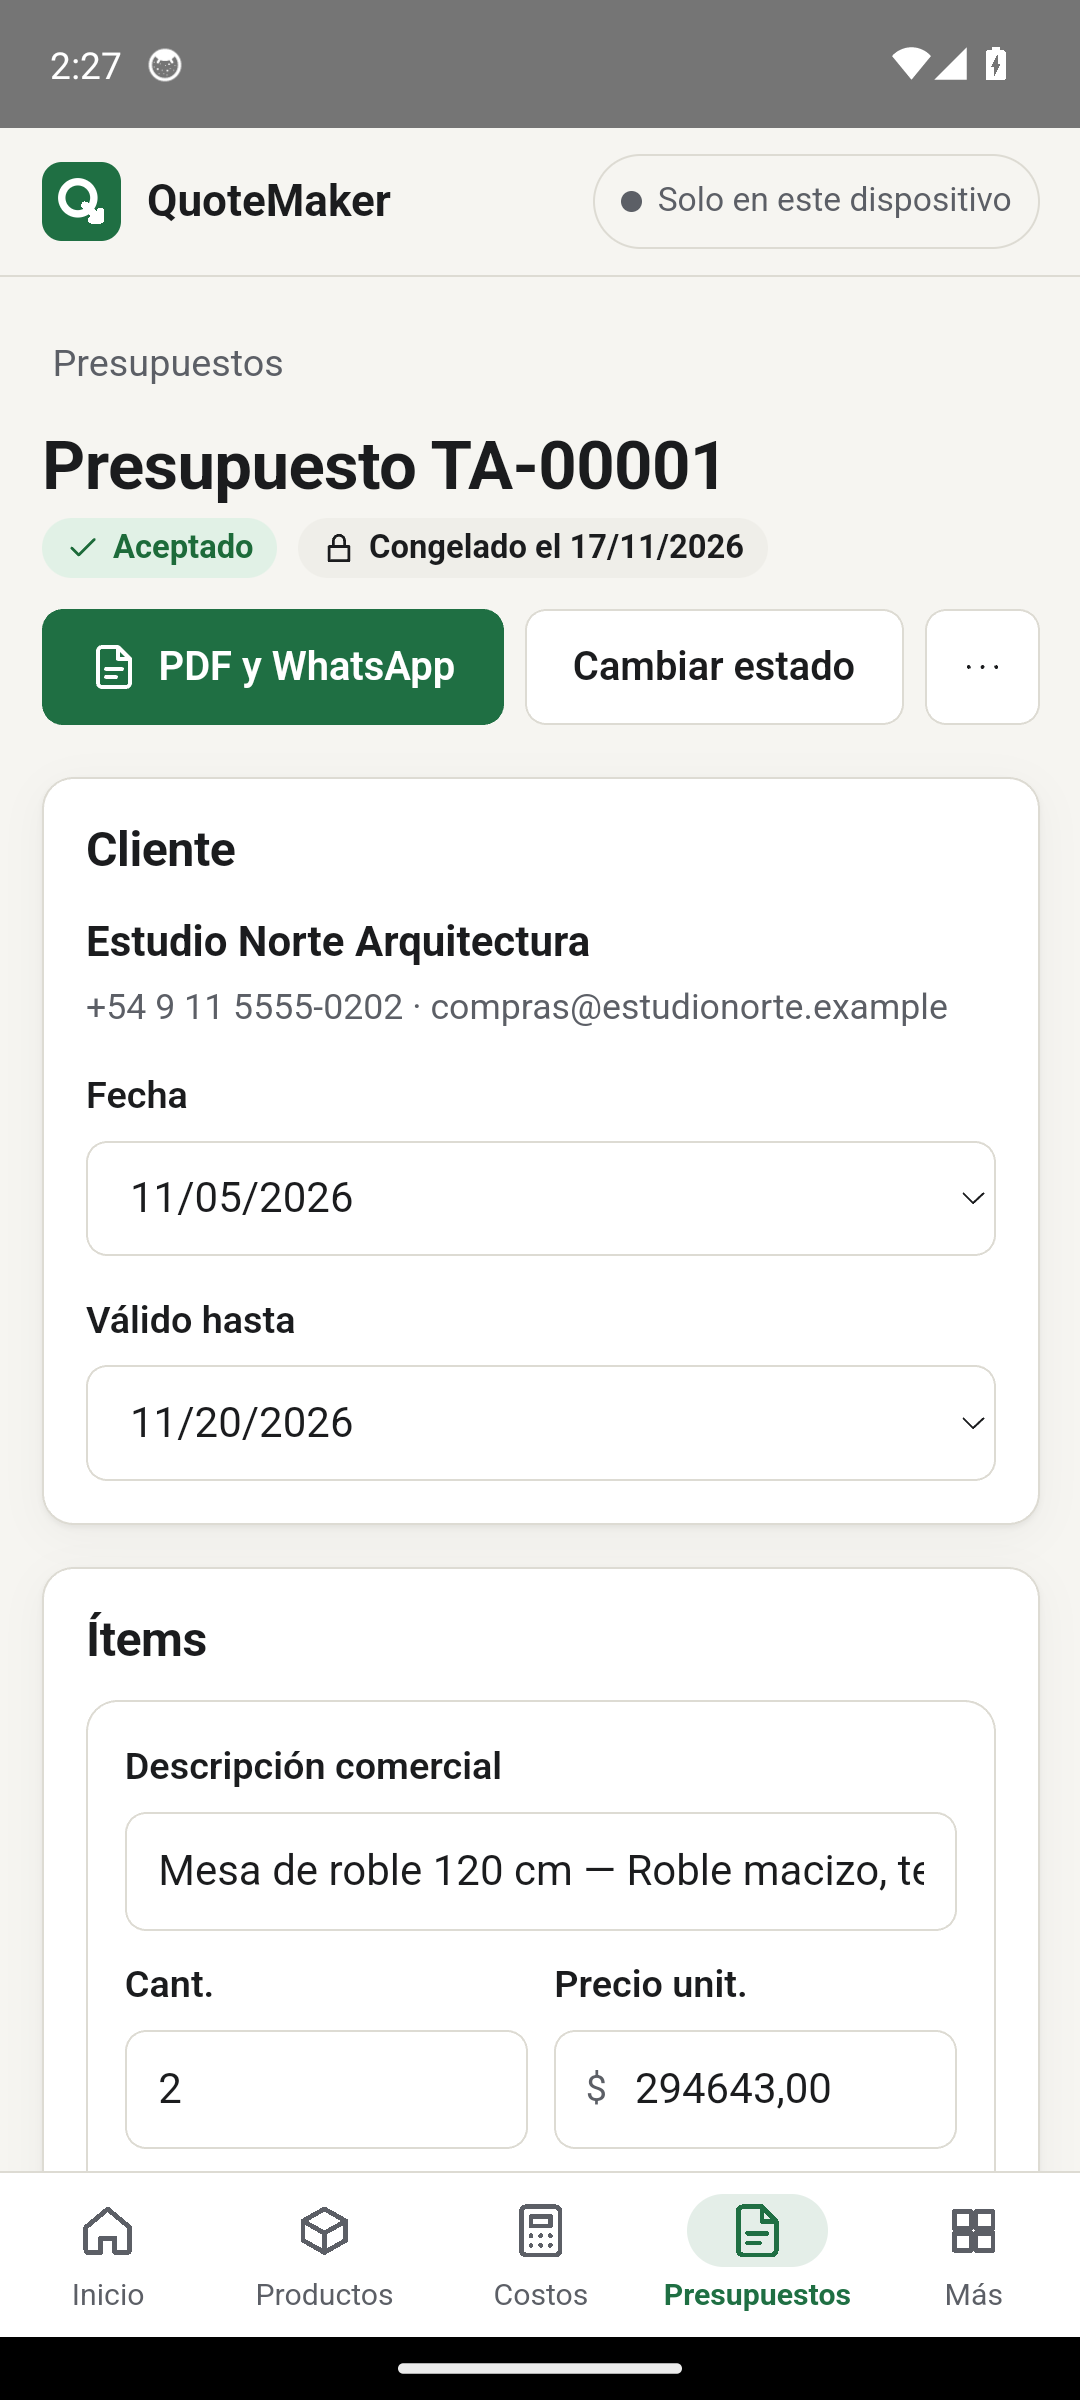 2:27
QuoteMaker
Solo en este dispositivo
Presupuestos
Presupuesto TA-00001
Aceptado
Congelado el 17/11/2026
PDF y WhatsApp
Cambiar estado
...
Cliente
Estudio Norte Arquitectura
+54 9 11 5555-0202 · compras@estudionorte.example
Fecha
11/05/2026
Válido hasta
11/20/2026
Ítems
Descripción comercial
Mesa de roble 120 cm — Roble macizo, te
Cant.
Precio unit.
2
$ 294643,00
Inicio
Productos
Costos
Presupuestos
Más